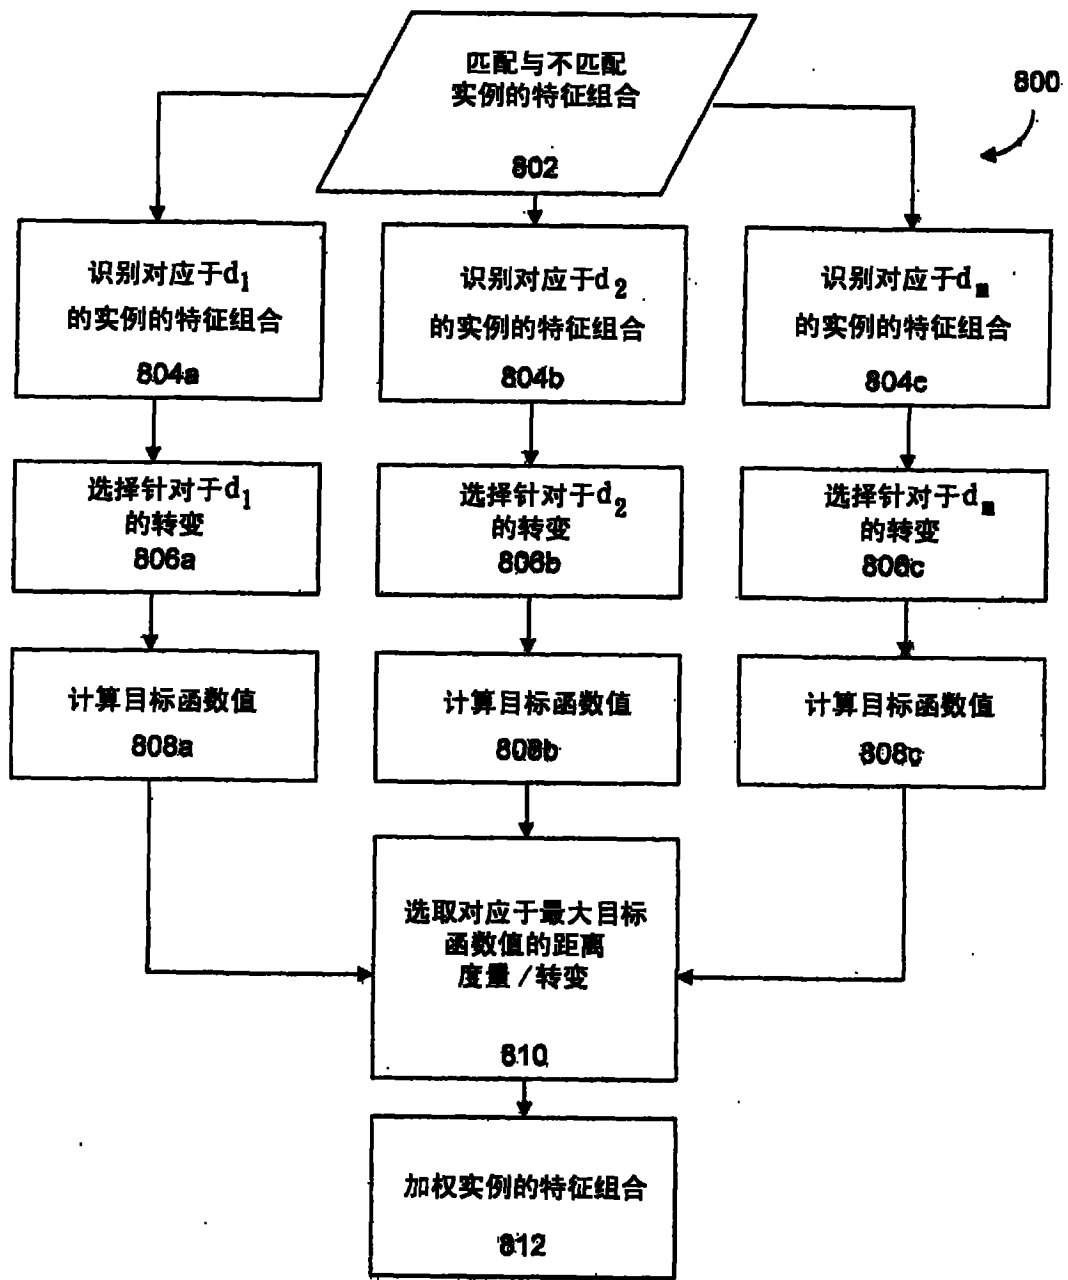 匹配与不匹配
实例的特征组合
802
800
识别对应于d1
的实例的特征组合
804a
识别对应于d2
的实例的特征组合
804b
识别对应于dm
的实例的特征组合
804c
选择针对于d1
的转变
806a
选择针对于d2
的转变
806b
选择针对于dm
的转变
806c
计算目标函数值
808a
计算目标函数值
808b
计算目标函数值
808c
选取对应于最大目标
函数值的距离
度量/转变
810
加权实例的特征组合
812